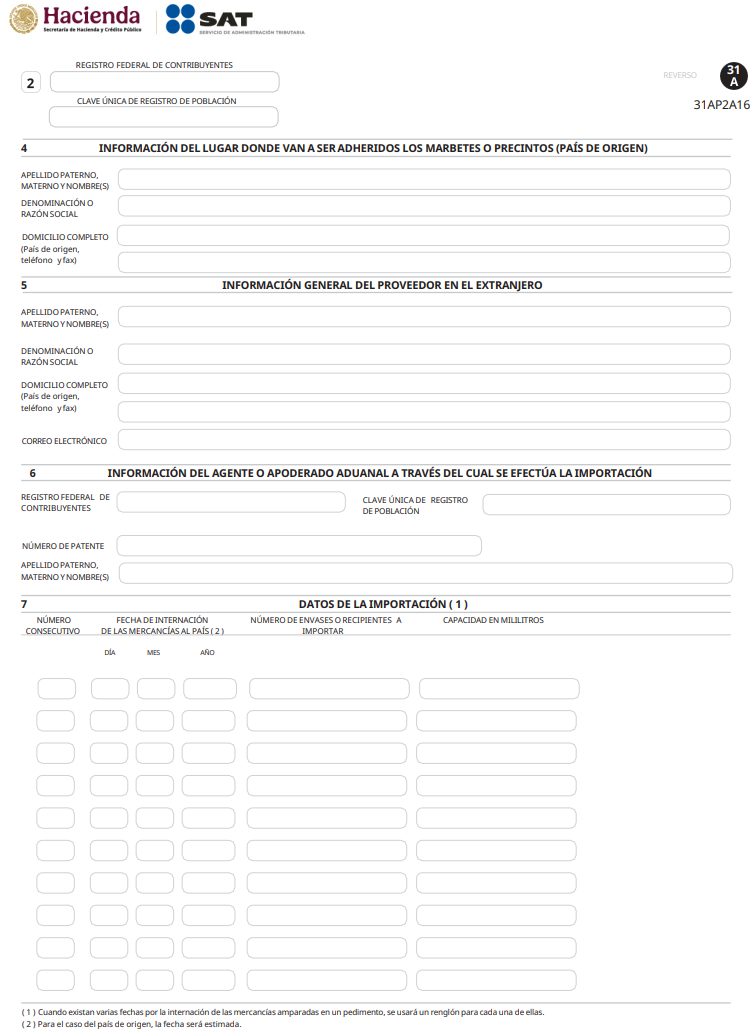 Hacienda
Secretaría de Hacienda y Crédito Público
SAT
SERVICIO DE ADMINISTRACIÓN TRIBUTARIA
REGISTRO FEDERAL DE CONTRIBUYENTES
2
REVERSO
31
A
CLAVE ÚNICA DE REGISTRO DE POBLACIÓN
31AP2A16
4 INFORMACIÓN DEL LUGAR DONDE VAN A SER ADHERIDOS LOS MARBETES O PRECINTOS (PAÍS DE ORIGEN)
APELLIDO PATERNO,
MATERNO Y NOMBRE(S)
DENOMINACIÓN O
RAZÓN SOCIAL
DOMICILIO COMPLETO
(País de origen,
teléfono y fax)
5 INFORMACIÓN GENERAL DEL PROVEEDOR EN EL EXTRANJERO
APELLIDO PATERNO,
MATERNO Y NOMBRE(S)
DENOMINACIÓN O
RAZÓN SOCIAL
DOMICILIO COMPLETO
(País de origen,
teléfono y fax)
CORREO ELECTRÓNICO
6 INFORMACIÓN DEL AGENTE O APODERADO ADUANAL A TRAVÉS DEL CUAL SE EFECTÚA LA IMPORTACIÓN
REGISTRO FEDERAL DE
CONTRIBUYENTES
CLAVE ÚNICA DE REGISTRO
DE POBLACIÓN
NÚMERO DE PATENTE
APELLIDO PATERNO,
MATERNO Y NOMBRE(S)
7 DATOS DE LA IMPORTACIÓN ( 1 )
NÚMERO
CONSECUTIVO
FECHA DE INTERNACIÓN
DE LAS MERCANCÍAS AL PAÍS ( 2 )
NÚMERO DE ENVASES O RECIPIENTES A
IMPORTAR
CAPACIDAD EN MILILITROS
DÍA MES AÑO
( 1 ) Cuando existan varias fechas por la internación de las mercancías amparadas en un pedimento, se usará un renglón para cada una de ellas.
( 2 ) Para el caso del país de origen, la fecha será estimada.